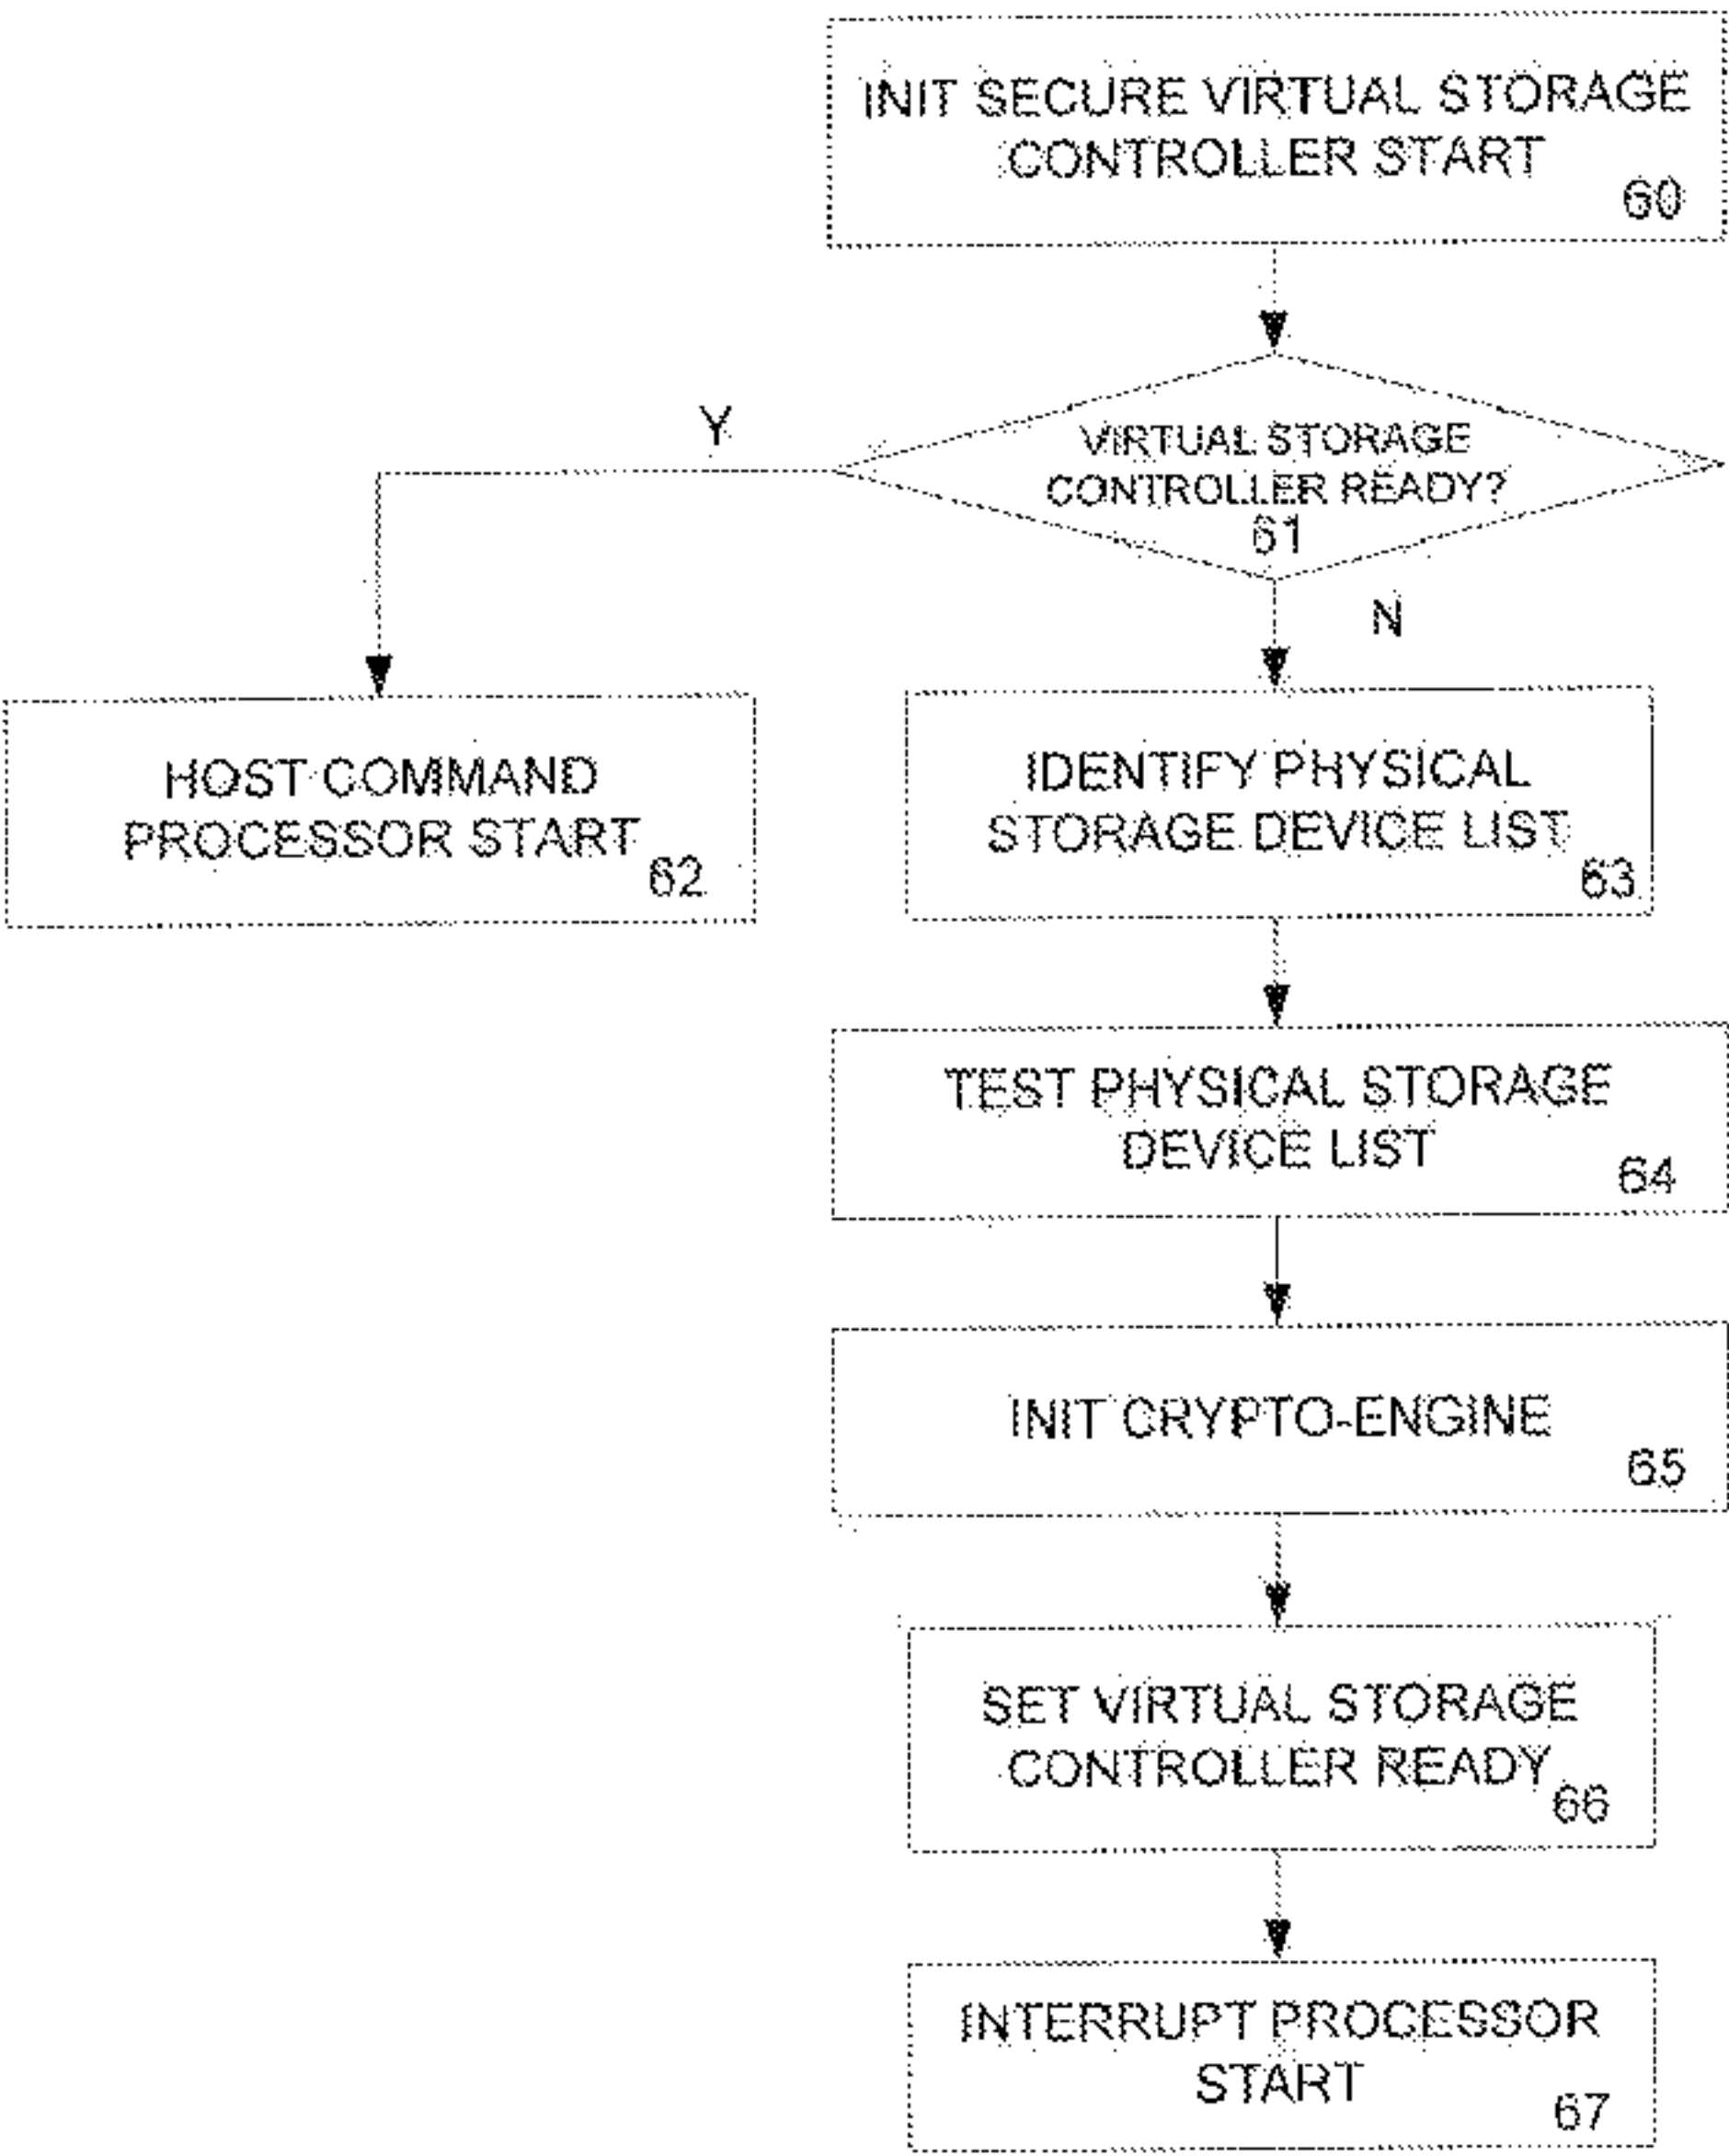 INIT SECURE VIRTUAL STORAGE
CONTROLLER START
60
VIRTUAL STORAGE
CONTROLLER READY?
61
Y
N
HOST COMMAND
PROCESSOR START
62
IDENTIFY PHYSICAL
STORAGE DEVICE LIST
63
TEST PHYSICAL STORAGE
DEVICE LIST
64
INIT CRYPTO-ENGINE
65
SET VIRTUAL STORAGE
CONTROLLER READY
66
INTERRUPT PROCESSOR
START
67